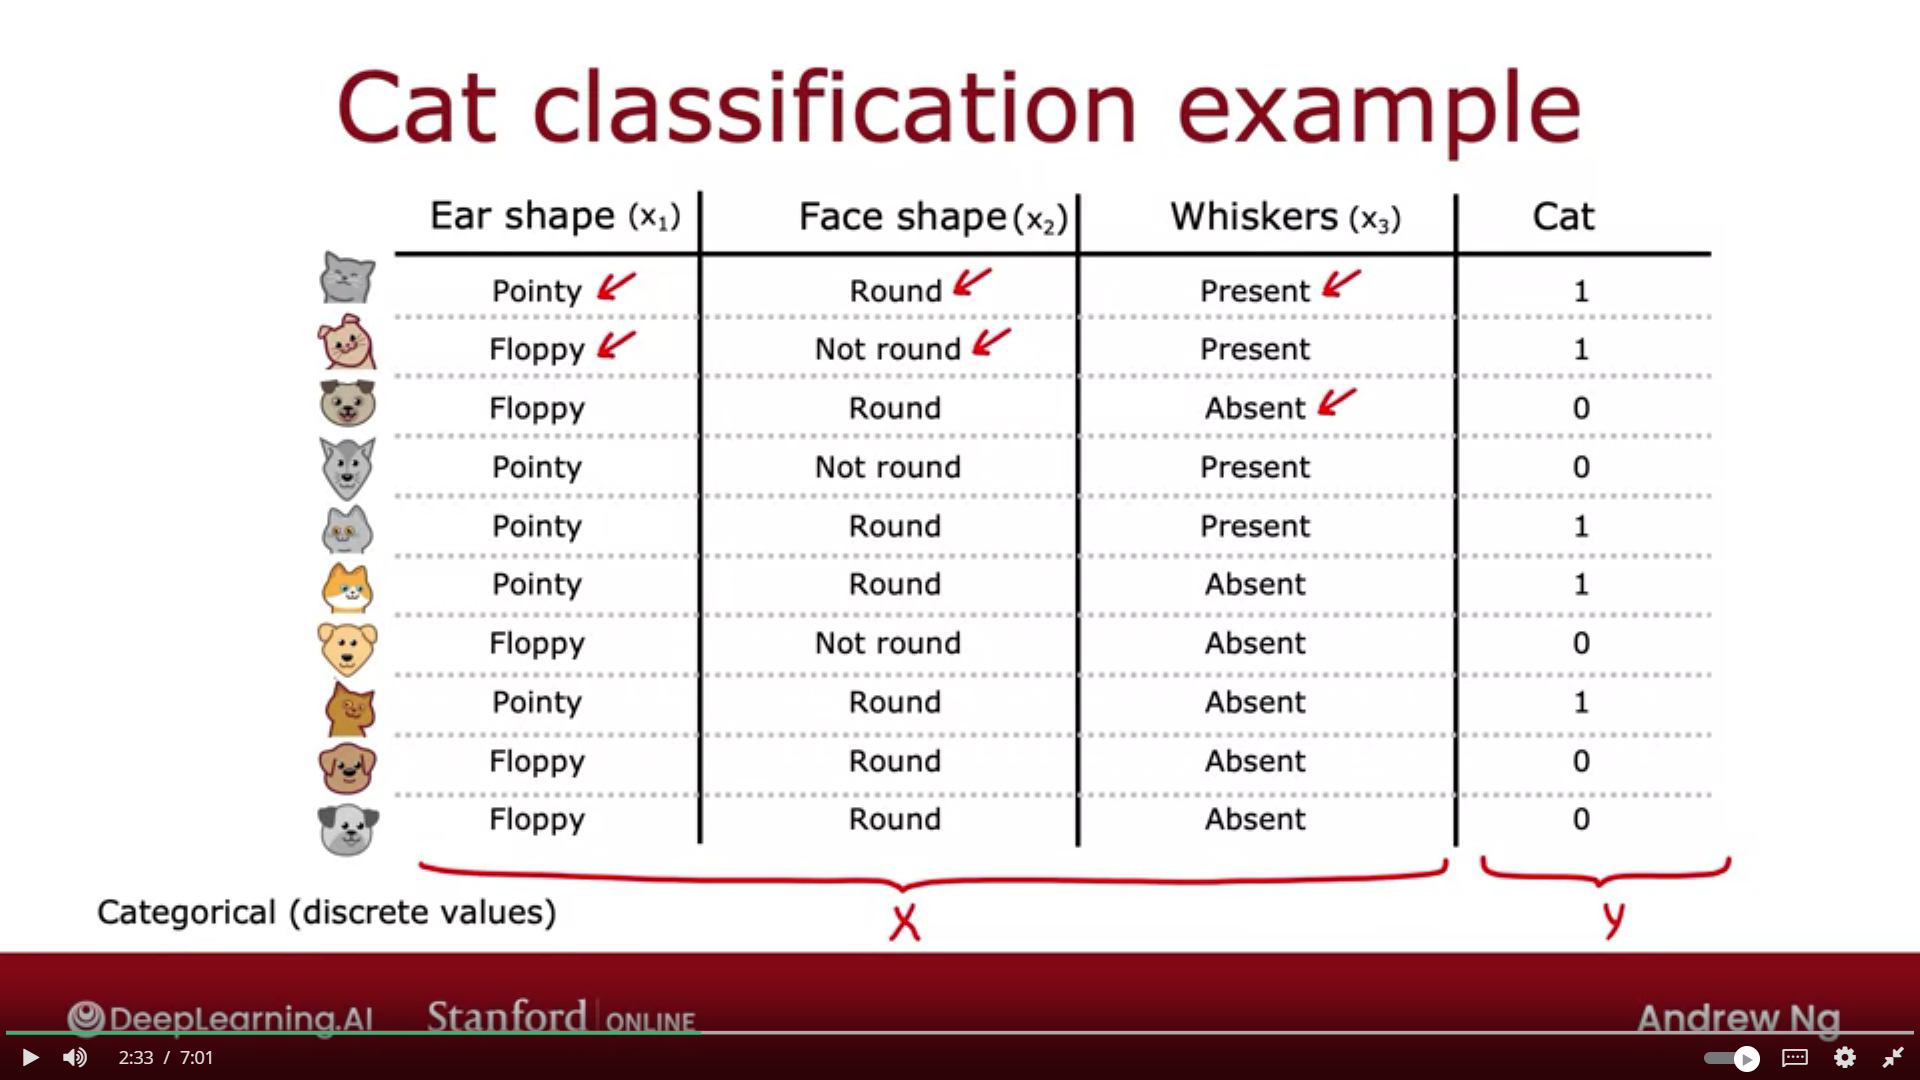 Cat classification example
Ear shape (x₁) Face shape (x₂) Whiskers (x₃) Cat
Pointy Round Present 1
Floppy Not round Present 1
Floppy Round Absent 0
Pointy Not round Present 0
Pointy Round Present 1
Pointy Round Absent 1
Floppy Not round Absent 0
Pointy Round Absent 1
Floppy Round Absent 0
Floppy Round Absent 0
Categorical (discrete values) X y
DeepLearning.AI Stanford ONLINE Andrew Ng
2:33 / 7:01